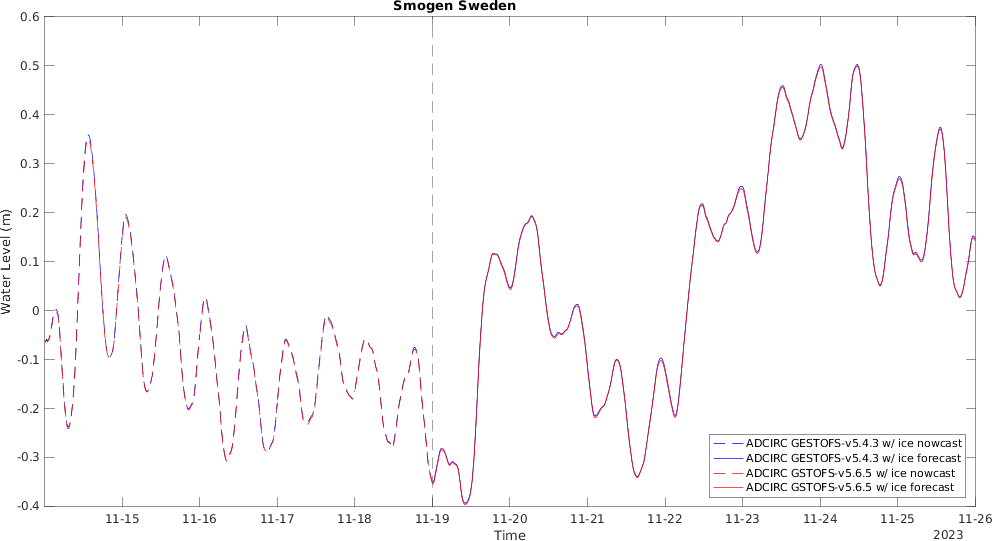 Smogen Sweden
0.6
0.5
0.4
0.3
0.2
0.1
0
-0.1
-0.2
-0.3
-0.4
Water Level (m)
ADCIRC GESTOFS-v5.4.3 w/ ice nowcast
ADCIRC GESTOFS-v5.4.3 w/ ice forecast
ADCIRC GSTOFS-v5.6.5 w/ ice nowcast
ADCIRC GSTOFS-v5.6.5 w/ ice forecast
11-15 11-16 11-17 11-18 11-19 11-20 11-21 11-22 11-23 11-24 11-25 11-26
Time
2023